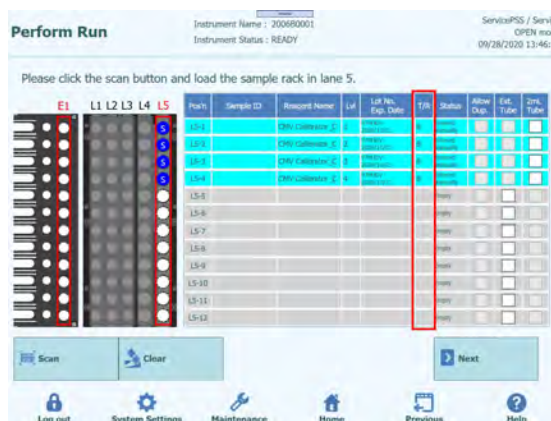 Perform Run
Instrument Name : 200680001
Instrument Status : READY
ServicePSS / Servi
OPEN mo
09/28/2020 13:46:
Please click the scan button and load the sample rack in lane 5.
E1 L1 L2 L3 L4 L5
Pos'n Sample ID Reagent Name Lvl Lot No. Exp. Date T/R Status Allow Dup. Ext. Tube 2mL Tube
L5-1 CMV Calibrator_C 1
L5-2 CMV Calibrator_C 2
L5-3 CMV Calibrator_C 3
L5-4 CMV Calibrator_C 4
L5-5
L5-6
L5-7
L5-8
L5-9
L5-10
L5-11
L5-12
S
S
S
S
Scan
Clear
Next
Log out
System Settings
Maintenance
Home
Previous
Help